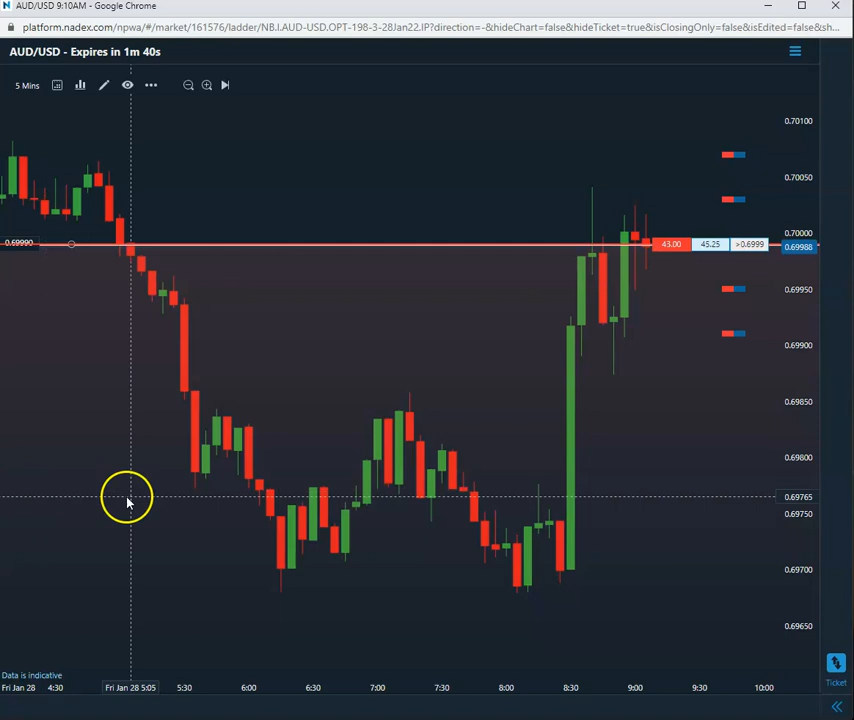 AUD/USD 9:10AM - Google Chrome
platform.nadex.com/npwa/#/market/161576/ladder/NB.I.AUD-USD.OPT-198-3-28Jan22.IP?direction=-&hideChart=false&hideTicket=true&isClosingOnly=false&isEdited=false&sh...
AUD/USD - Expires in 1m 40s
5 Mins
0.70100
0.70050
0.70000
0.69990
43.00 45.25 >0.6999 0.69988
0.69950
0.69900
0.69850
0.69800
0.69765
0.69750
0.69700
0.69650
Data is indicative
Ticket
Fri Jan 28 4:30 Fri Jan 28 5:05 5:30 6:00 6:30 7:00 7:30 8:00 8:30 9:00 9:30 10:00